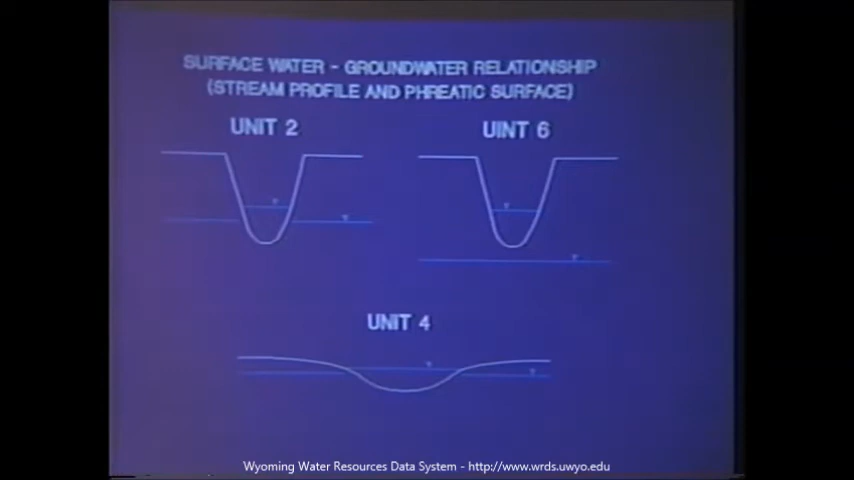 SURFACE WATER - GROUNDWATER RELATIONSHIP
(STREAM PROFILE AND PHREATIC SURFACE)
UNIT 2
UINT 6
UNIT 4
Wyoming Water Resources Data System - http://www.wrds.uwyo.edu